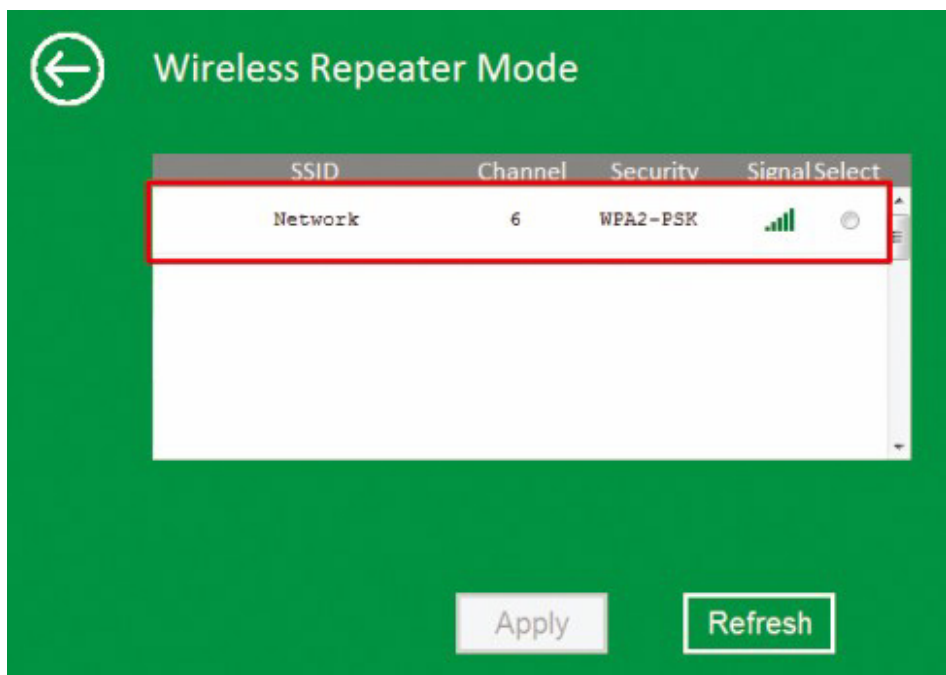 Wireless Repeater Mode
SSID Channel Security Signal Select
Network 6 WPA2-PSK
Apply Refresh